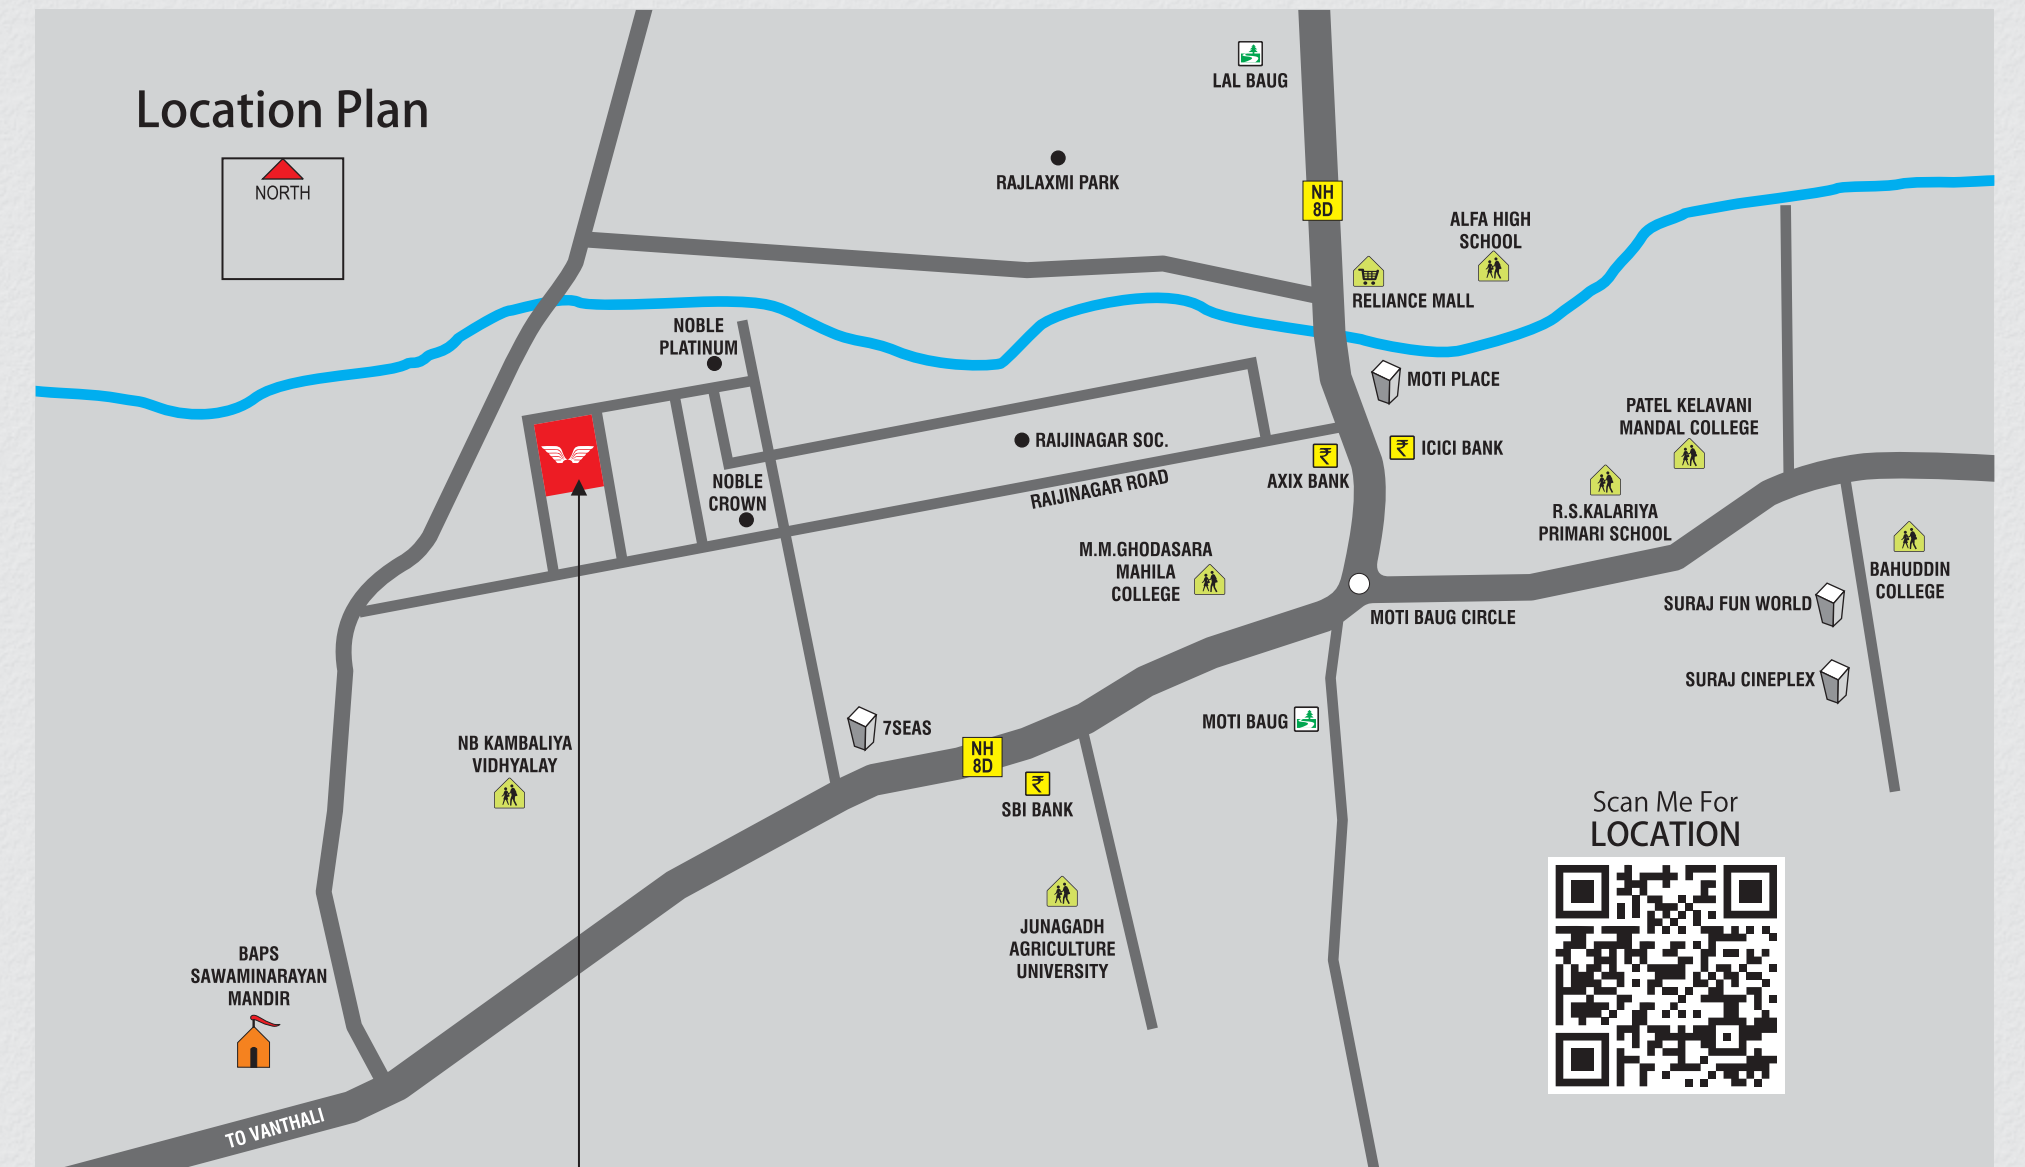 Location Plan
NORTH
LAL BAUG
RAJLAXMI PARK
NH
8D
ALFA HIGH
SCHOOL
RELIANCE MALL
NOBLE
PLATINUM
MOTI PLACE
PATEL KELAVANI
MANDAL COLLEGE
RAIJINAGAR SOC.
ICICI BANK
AXIX BANK
RAIJINAGAR ROAD
NOBLE
CROWN
R.S.KALARIYA
PRIMARI SCHOOL
M.M.GHODASARA
MAHILA
COLLEGE
BAHUDDIN
COLLEGE
SURAJ FUN WORLD
MOTI BAUG CIRCLE
SURAJ CINEPLEX
MOTI BAUG
7SEAS
NB KAMBALIYA
VIDHYALAY
NH
8D
SBI BANK
Scan Me For
LOCATION
JUNAGADH
AGRICULTURE
UNIVERSITY
BAPS
SAWAMINARAYAN
MANDIR
TO VANTHALI